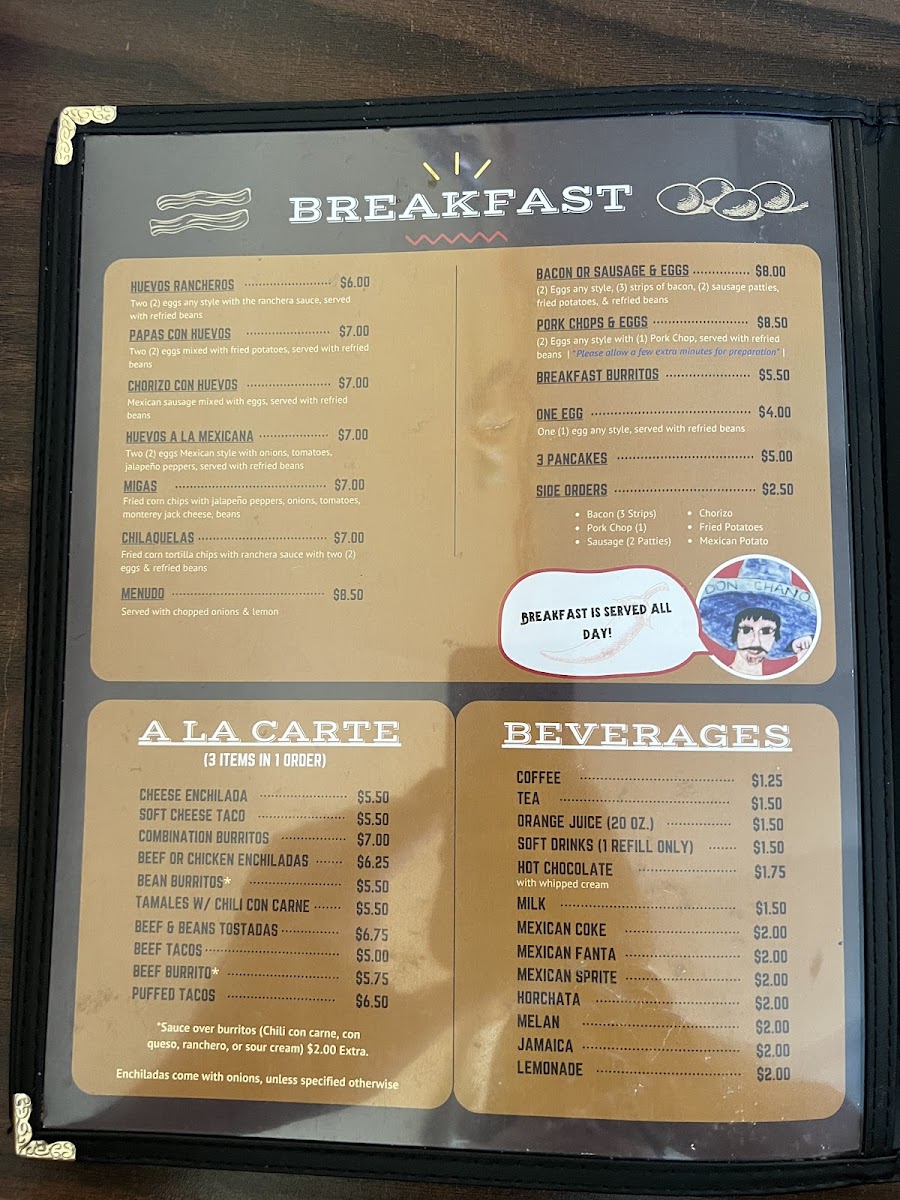 BREAKFAST
HUEVOS RANCHEROS $6.00
Two (2) eggs any style with the ranchera sauce, served
with refried beans
PAPAS CON HUEVOS $7.00
Two (2) eggs mixed with fried potatoes, served with refried
beans
CHORIZO CON HUEVOS $7.00
Mexican sausage mixed with eggs, served with refried
beans
HUEVOS A LA MEXICANA $7.00
Two (2) eggs Mexican style with onions, tomatoes,
jalapeño peppers, served with refried beans
MIGAS $7.00
Fried corn chips with jalapeño peppers, onions, tomatoes,
monterey jack cheese, beans
CHILAQUELAS $7.00
Fried corn tortilla chips with ranchera sauce with two (2)
eggs & refried beans
MENUDO $8.50
Served with chopped onions & lemon
BACON OR SAUSAGE & EGGS $8.00
(2) Eggs any style, (3) strips of bacon, (2) sausage patties,
fried potatoes, & refried beans
PORK CHOPS & EGGS $8.50
(2) Eggs any style with (1) Pork Chop, served with refried
beans | "Please allow a few extra minutes for preparation" |
BREAKFAST BURRITOS $5.50
ONE EGG $4.00
One (1) egg any style, served with refried beans
3 PANCAKES $5.00
SIDE ORDERS $2.50
• Bacon (3 Strips) • Chorizo
• Pork Chop (1) • Fried Potatoes
• Sausage (2 Patties) • Mexican Potato
BREAKFAST IS SERVED ALL
DAY!
DON CHANO
A LA CARTE
(3 ITEMS IN 1 ORDER)
CHEESE ENCHILADA $5.50
SOFT CHEESE TACO $5.50
COMBINATION BURRITOS $7.00
BEEF OR CHICKEN ENCHILADAS $6.25
BEAN BURRITOS* $5.50
TAMALES W/ CHILI CON CARNE $5.50
BEEF & BEANS TOSTADAS $6.75
BEEF TACOS $5.00
BEEF BURRITO* $5.75
PUFFED TACOS $6.50
*Sauce over burritos (Chili con carne, con
queso, ranchero, or sour cream) $2.00 Extra.
Enchiladas come with onions, unless specified otherwise
BEVERAGES
COFFEE $1.25
TEA $1.50
ORANGE JUICE (20 OZ.) $1.50
SOFT DRINKS (1 REFILL ONLY) $1.50
HOT CHOCOLATE $1.75
with whipped cream
MILK $1.50
MEXICAN COKE $2.00
MEXICAN FANTA $2.00
MEXICAN SPRITE $2.00
HORCHATA $2.00
MELAN $2.00
JAMAICA $2.00
LEMONADE $2.00